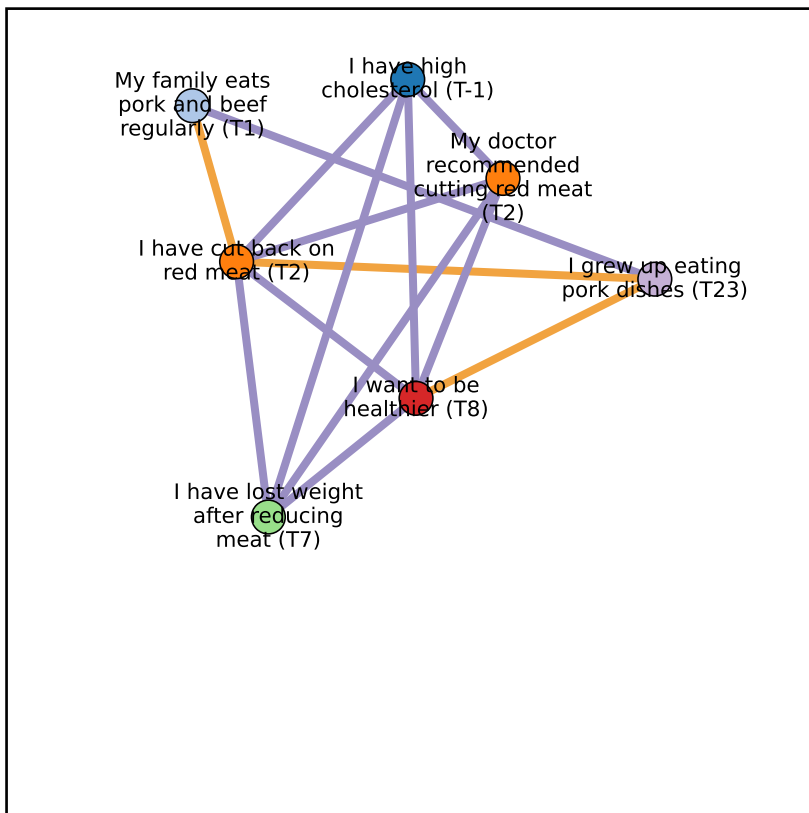 I have high
cholesterol (T-1)
My family eats
pork and beef
regularly (T1)
My doctor
recommended
cutting red meat
(T2)
I have cut back on
red meat (T2)
I grew up eating
pork dishes (T23)
I want to be
healthier (T8)
I have lost weight
after reducing
meat (T7)